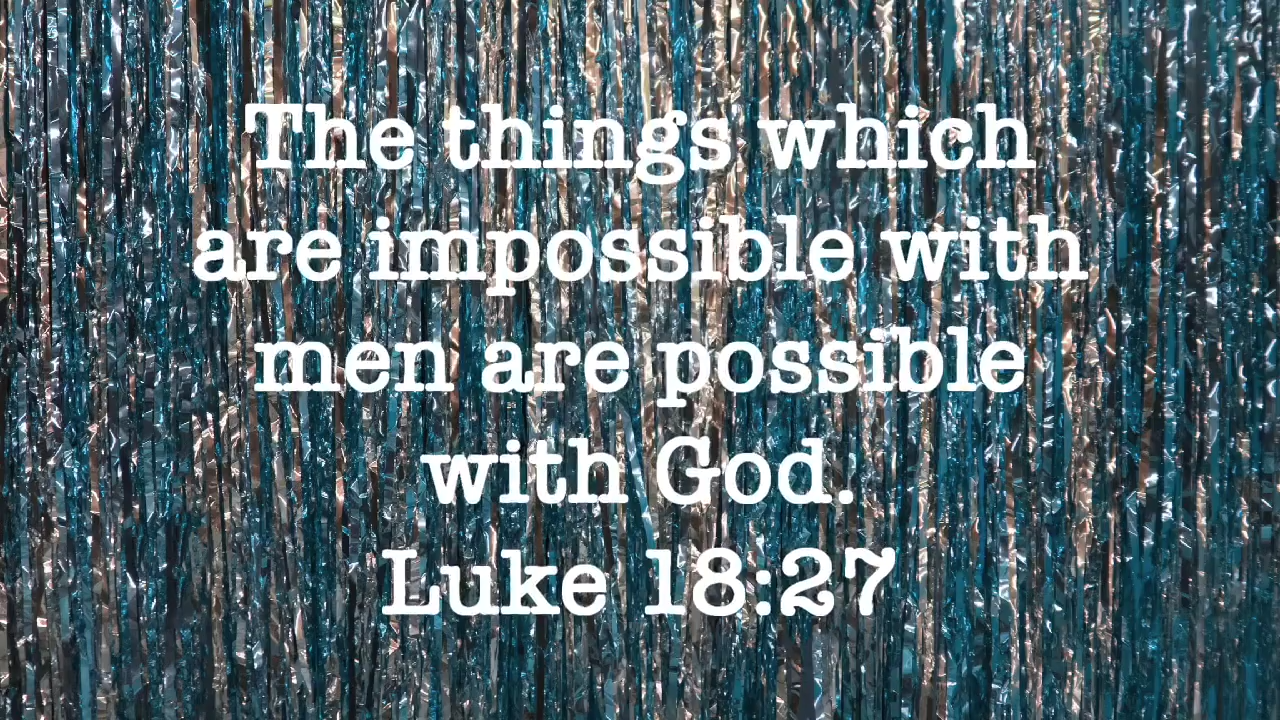 The things which
are impossible with
men are possible
with God.
Luke 18:27